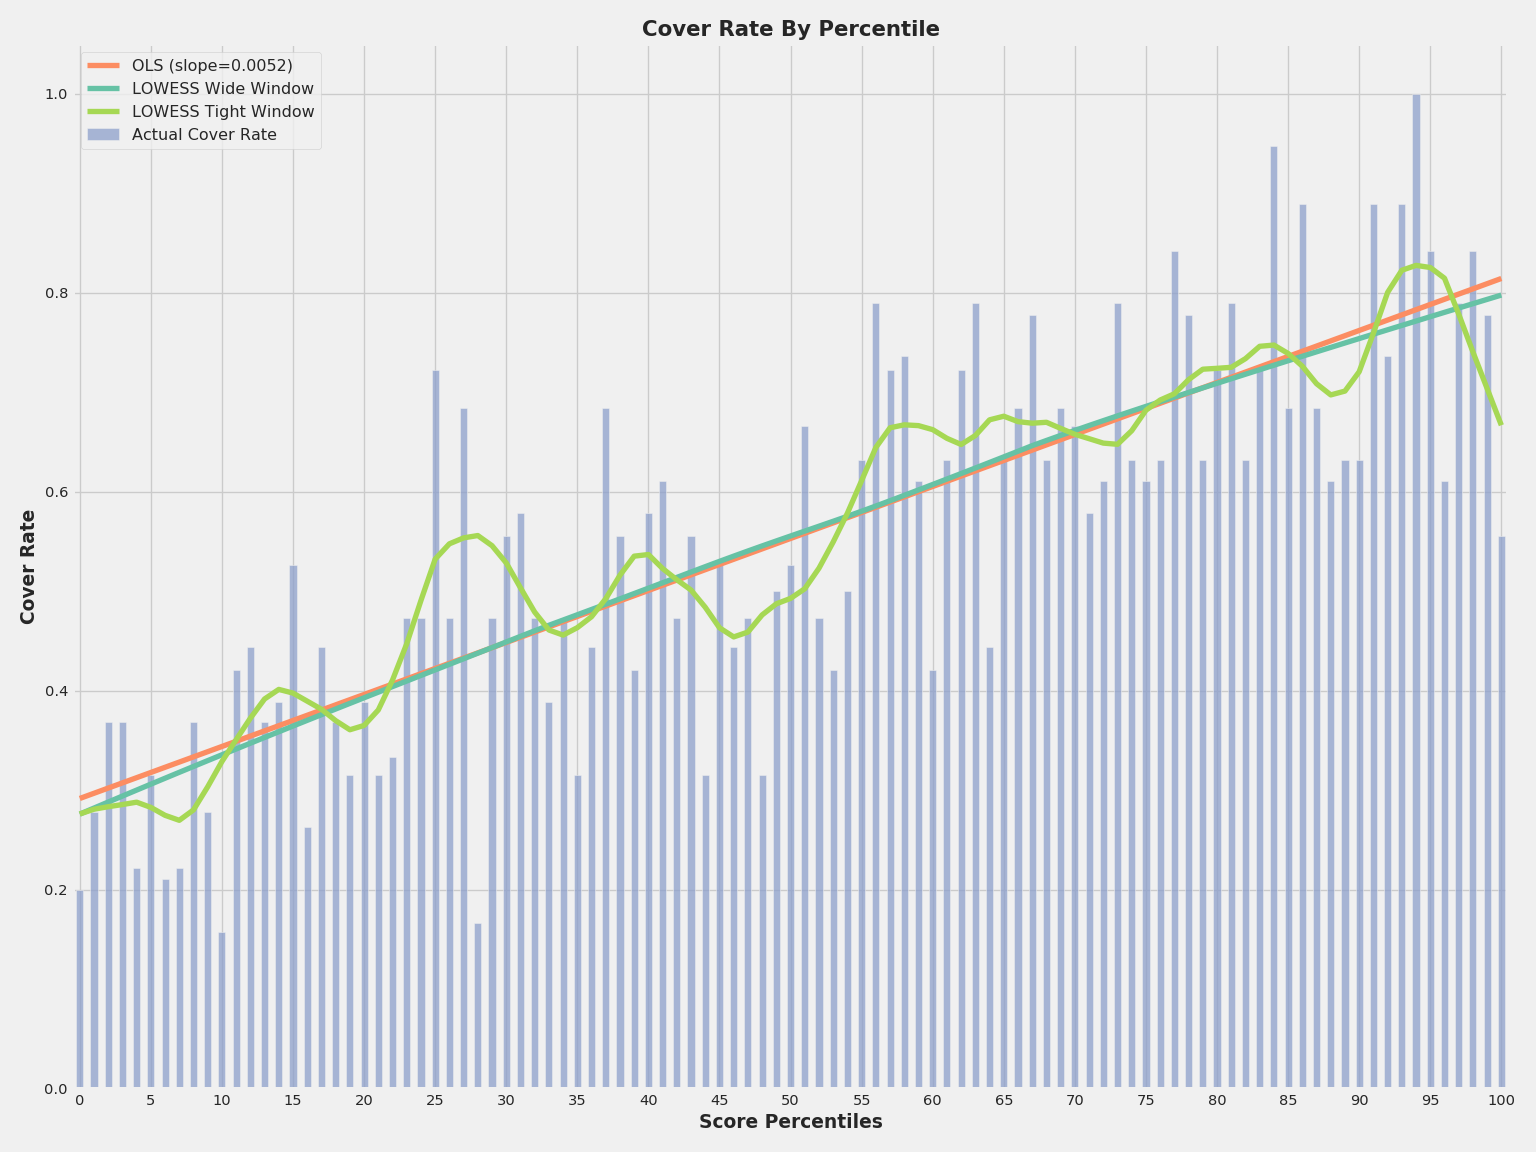 Cover Rate By Percentile
OLS (slope=0.0052)
LOWESS Wide Window
LOWESS Tight Window
Actual Cover Rate
1.0
0.8
0.6
0.4
0.2
0.0
Cover Rate
0 5 10 15 20 25 30 35 40 45 50 55 60 65 70 75 80 85 90 95 100
Score Percentiles